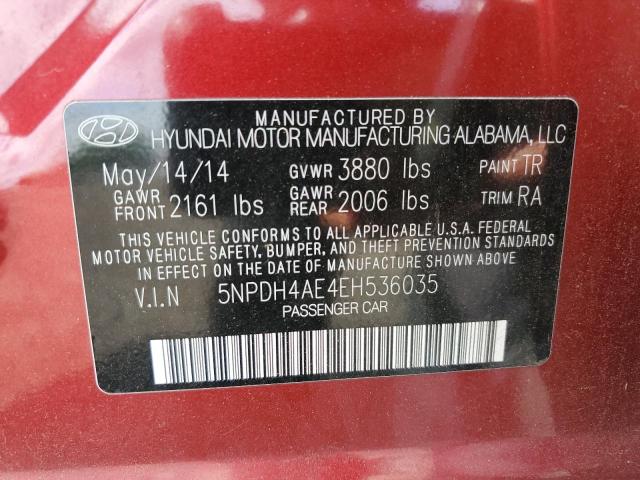 MANUFACTURED BY
HYUNDAI MOTOR MANUFACTURING ALABAMA, LLC
May/14/14 GVWR 3880 lbs PAINT TR
GAWR FRONT 2161 lbs GAWR REAR 2006 lbs TRIM RA
THIS VEHICLE CONFORMS TO ALL APPLICABLE U.S.A. FEDERAL
MOTOR VEHICLE SAFETY, BUMPER, AND THEFT PREVENTION STANDARDS
IN EFFECT ON THE DATE OF MANUFACTURE SHOWN ABOVE.
V.I.N 5NPDH4AE4EH536035
PASSENGER CAR